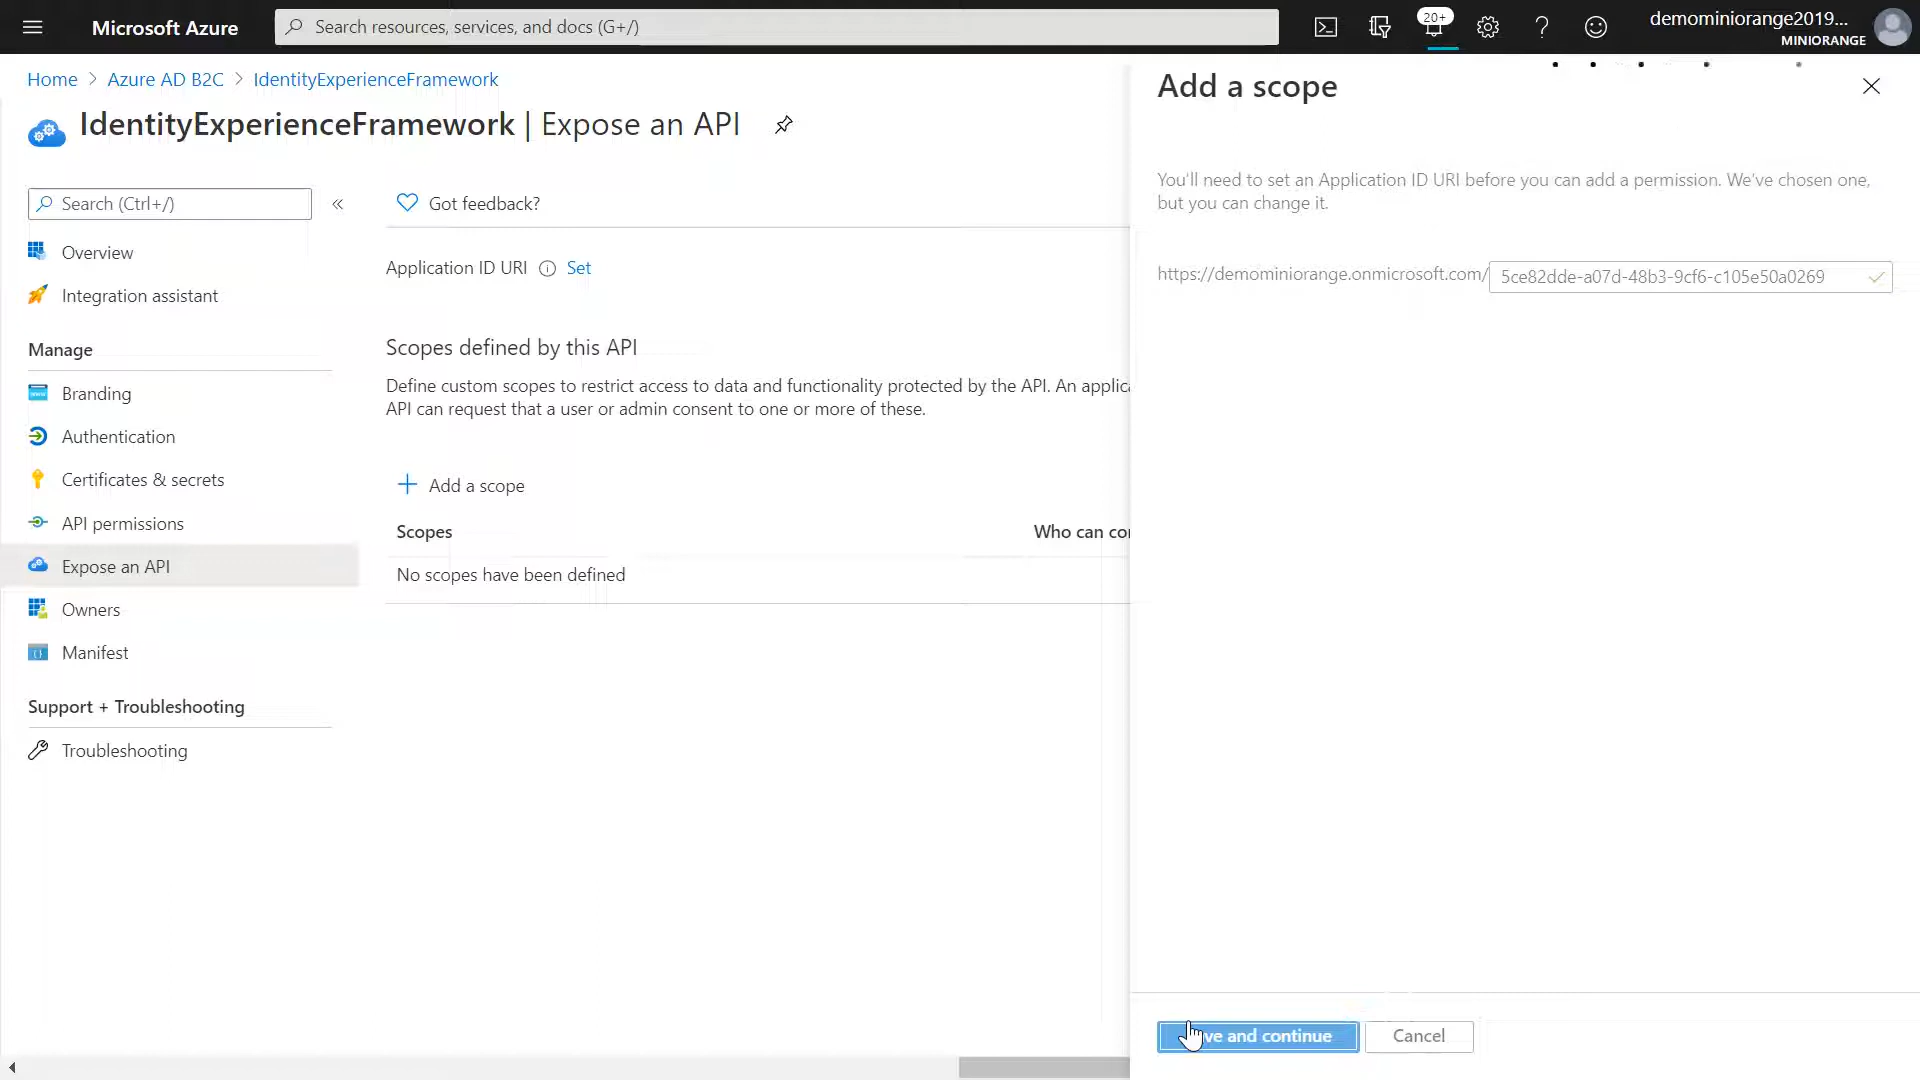 Microsoft Azure
Search resources, services, and docs (G+/)
20+
demominiorange2019...
MINIORANGE
Home > Azure AD B2C > IdentityExperienceFramework
IdentityExperienceFramework | Expose an API
Search (Ctrl+/)
«
Overview
Integration assistant
Manage
Branding
Authentication
Certificates & secrets
API permissions
Expose an API
Owners
Manifest
Support + Troubleshooting
Troubleshooting
Got feedback?
Application ID URI Set
Scopes defined by this API
Define custom scopes to restrict access to data and functionality protected by the API. An applica
API can request that a user or admin consent to one or more of these.
Add a scope
Scopes Who can co
No scopes have been defined
Add a scope
You'll need to set an Application ID URI before you can add a permission. We've chosen one,
but you can change it.
https://demominiorange.onmicrosoft.com/ 5ce82dde-a07d-48b3-9cf6-c105e50a0269
ve and continue
Cancel